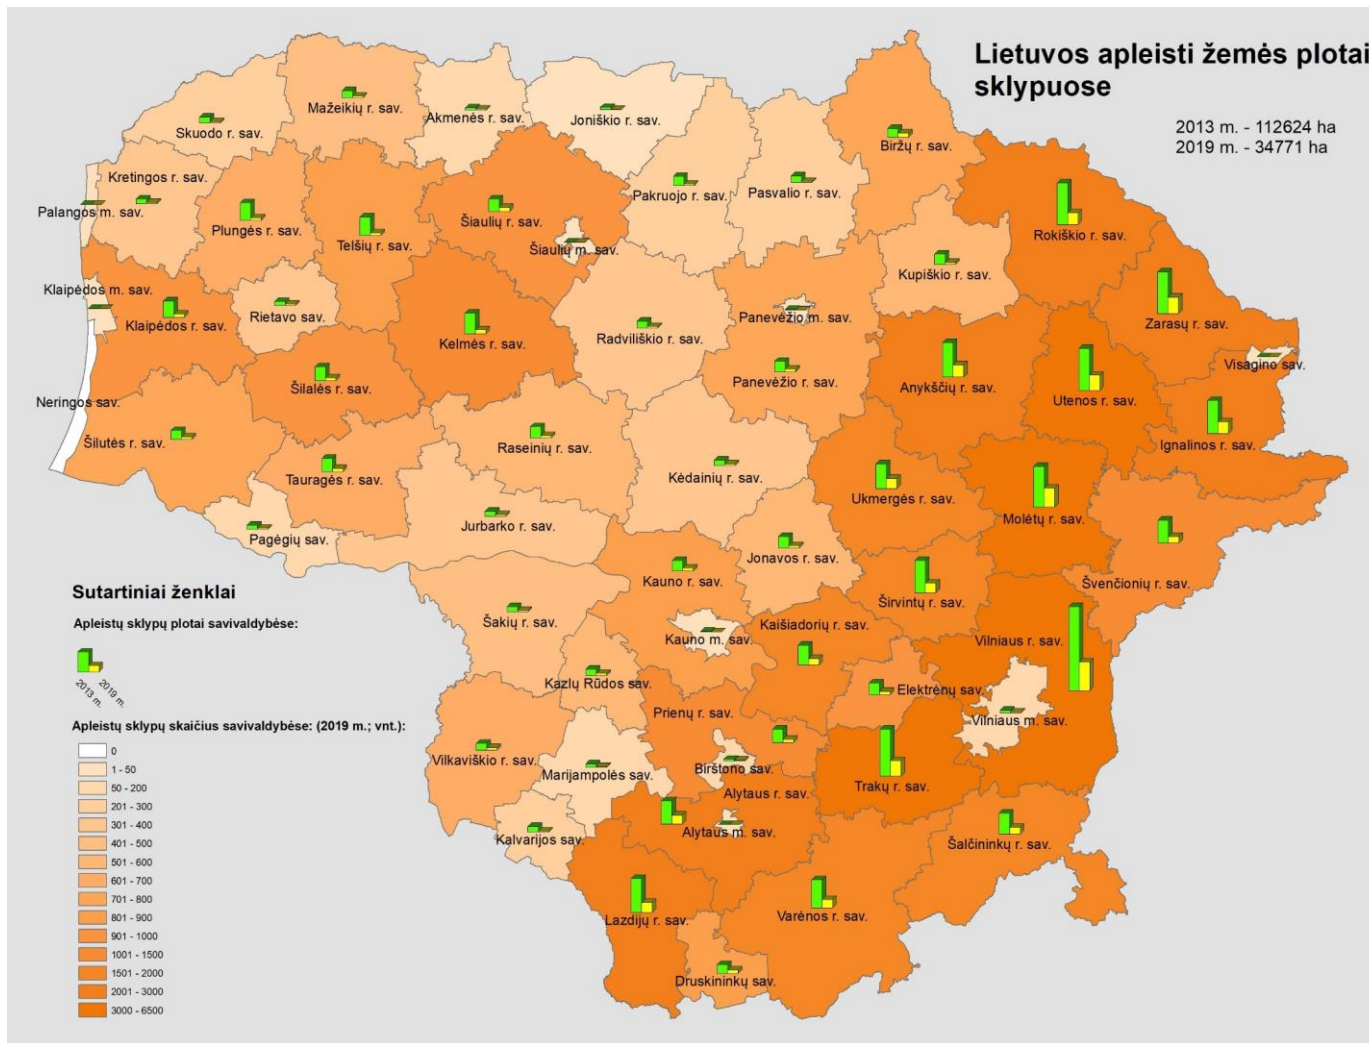 Lietuvos apleisti žemės plotai
sklypuose
2013 m. - 112624 ha
2019 m. - 34771 ha
Mažeikių r. sav.
Akmenės r. sav.
Joniškio r. sav.
Skuodo r. sav.
Biržų r. sav.
Kretingos r. sav.
Pakruojo r. sav.
Pasvalio r. sav.
Palangos m. sav.
Plungės r. sav.
Telšių r. sav.
Šiaulių r. sav.
Šiaulių m. sav.
Rokiškio r. sav.
Kupiškio r. sav.
Klaipėdos m. sav.
Klaipėdos r. sav.
Rietavo sav.
Kelmės r. sav.
Radviliškio r. sav.
Panevėžio m. sav.
Zarasų r. sav.
Visagino sav.
Šilalės r. sav.
Panevėžio r. sav.
Anykščių r. sav.
Utenos r. sav.
Neringos sav.
Šilutės r. sav.
Raseinių r. sav.
Ignalinos r. sav.
Tauragės r. sav.
Kėdainių r. sav.
Ukmergės r. sav.
Molėtų r. sav.
Jurbarko r. sav.
Pagėgių sav.
Jonavos r. sav.
Kauno r. sav.
Švenčionių r. sav.
Širvintų r. sav.
Šakių r. sav.
Kauno m. sav.
Kaišiadorių r. sav.
Vilniaus r. sav.
Kazlų Rūdos sav.
Elektrėnų sav.
Prienų r. sav.
Vilniaus m. sav.
Vilkaviškio r. sav.
Marijampolės sav.
Birštono sav.
Trakų r. sav.
Alytaus r. sav.
Alytaus m. sav.
Kalvarijos sav.
Šalčininkų r. sav.
Lazdijų r. sav.
Varėnos r. sav.
Druskininkų sav.
Sutartiniai ženklai
Apleistų sklypų plotai savivaldybėse:
2013 m.
2019 m.
Apleistų sklypų skaičius savivaldybėse: (2019 m.; vnt.):
0
1 - 50
50 - 200
201 - 300
301 - 400
401 - 500
501 - 600
601 - 700
701 - 800
801 - 900
901 - 1000
1001 - 1500
1501 - 2000
2001 - 3000
3000 - 6500